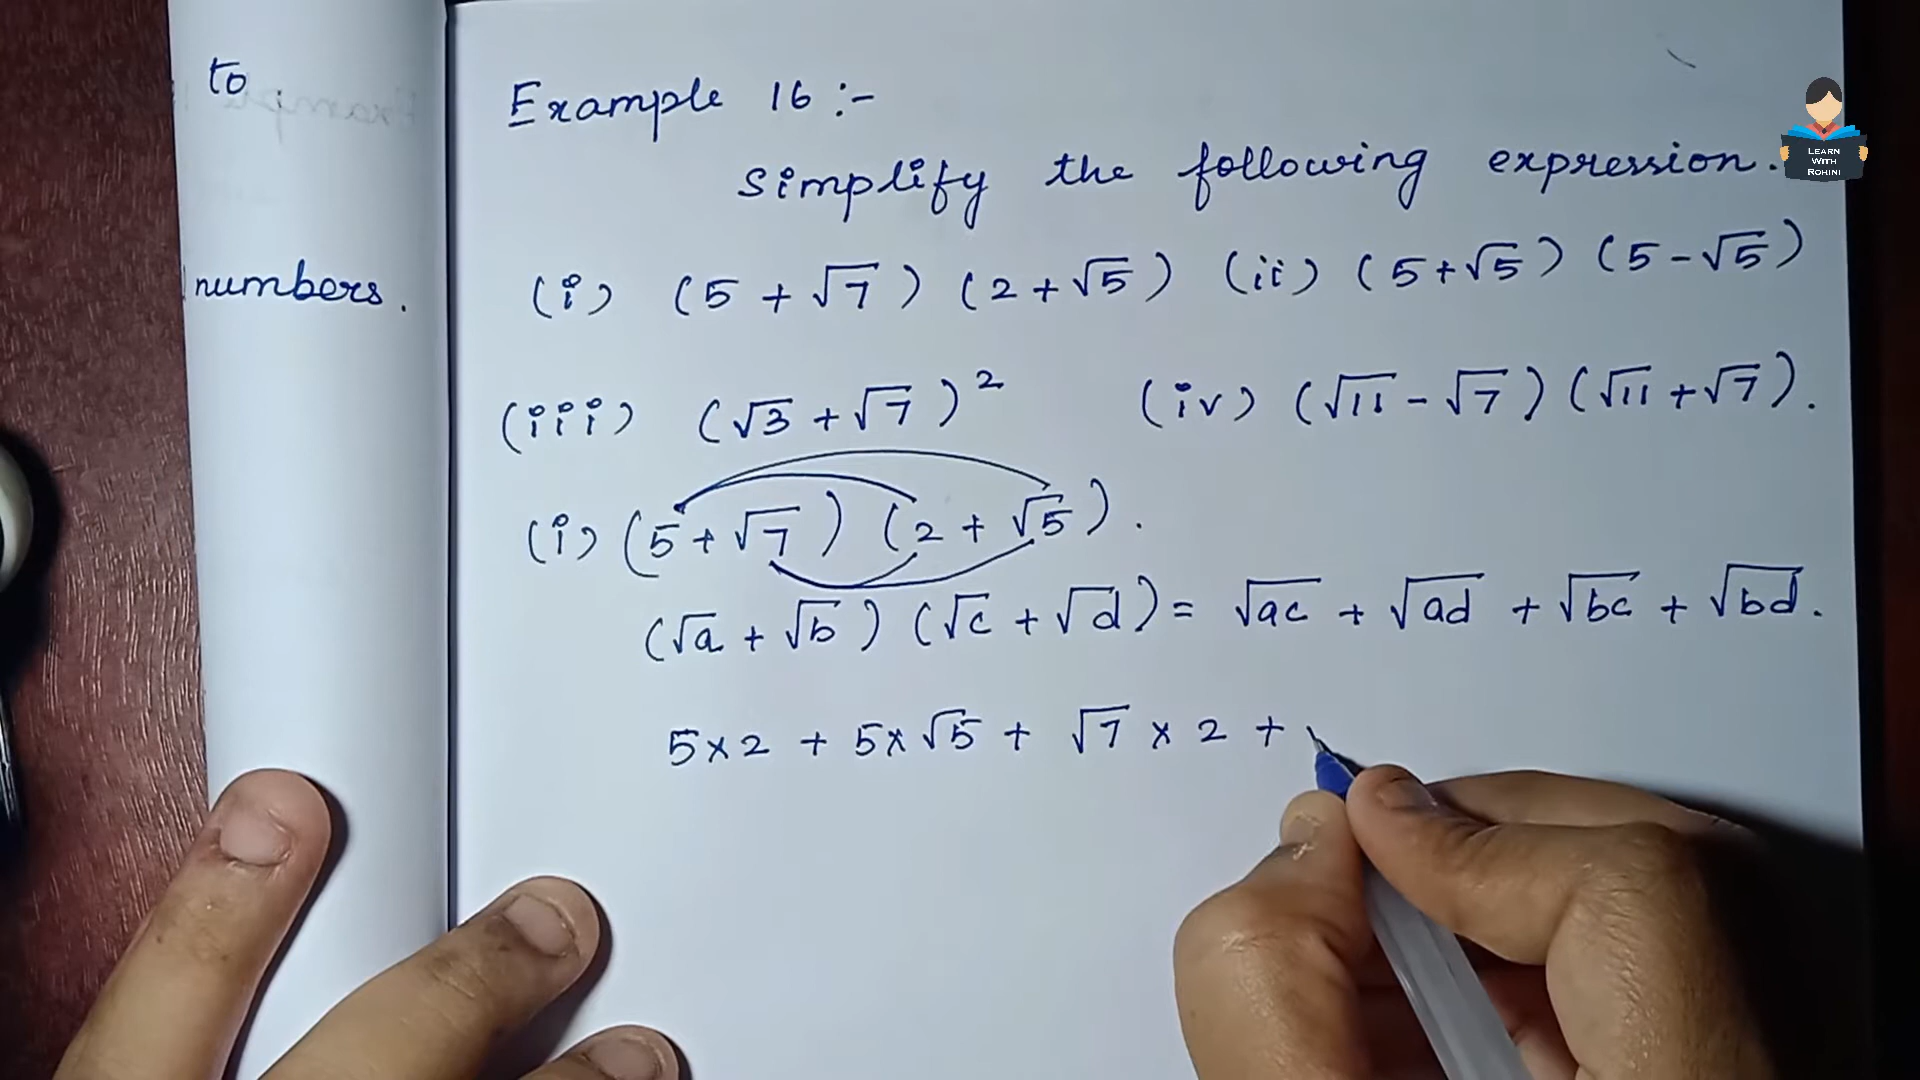 to
numbers.
Example 16 :-
simplify the following expression.
(i) (5 + √7) (2 + √5) (ii) (5 + √5) (5 - √5)
(iii) (√3 + √7)² (iv) (√11 - √7) (√11 + √7).
(i) (5 + √7) (2 + √5).
(√a + √b) (√c + √d) = √ac + √ad + √bc + √bd.
5 × 2 + 5 × √5 + √7 × 2 +
LEARN
WITH
ROHINI